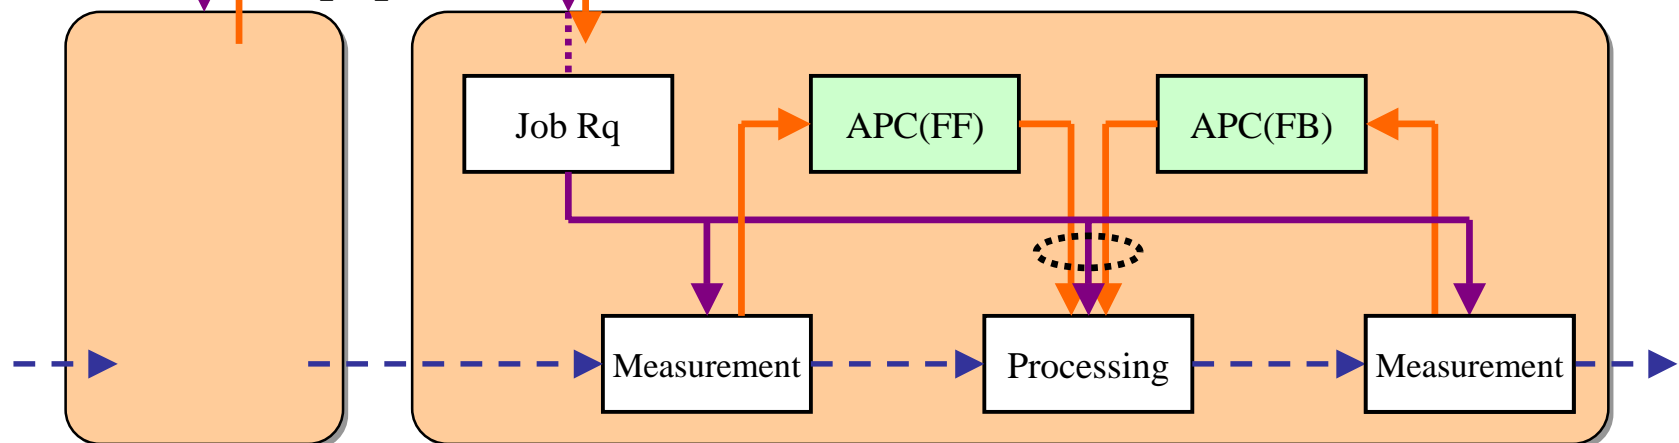 Job Rq
APC(FF)
APC(FB)
Measurement
Processing
Measurement